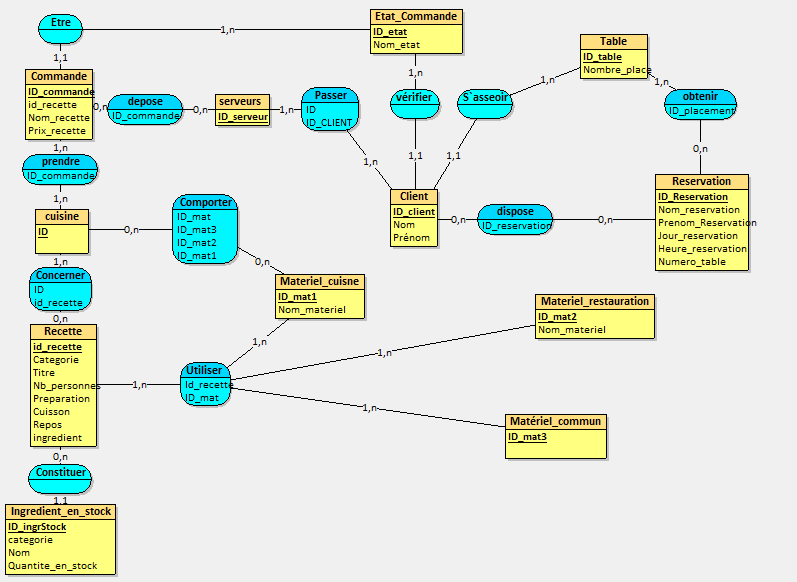 Etre
1,n
1,1
Etat_Commande
ID_etat
Nom_etat
1,n
Table
ID_table
Nombre_place
1,n
1,n
Commande
ID_commande
id_recette
Nom_recette
Prix_recette
0,n
depose
ID_commande
0,n
serveurs
ID_serveur
1,n
Passer
ID
ID_CLIENT
1,n
vérifier
1,1
S`asseoir
1,1
obtenir
ID_placement
0,n
1,n
prendre
ID_commande
1,n
cuisine
ID
0,n
Comporter
ID_mat
ID_mat3
ID_mat2
ID_mat1
0,n
Client
ID_client
Nom
Prénom
0,n
dispose
ID_reservation
0,n
Reservation
ID_Reservation
Nom_reservation
Prenom_Reservation
Jour_reservation
Heure_reservation
Numero_table
1,n
Concerner
ID
id_recette
0,n
Materiel_cuisne
ID_mat1
Nom_materiel
1,n
Materiel_restauration
ID_mat2
Nom_materiel
1,n
Recette
id_recette
Categorie
Titre
Nb_personnes
Preparation
Cuisson
Repos
ingredient
1,n
Utiliser
Id_recette
ID_mat
1,n
Matériel_commun
ID_mat3
0,n
Constituer
1,1
Ingredient_en_stock
ID_ingrStock
categorie
Nom
Quantite_en_stock